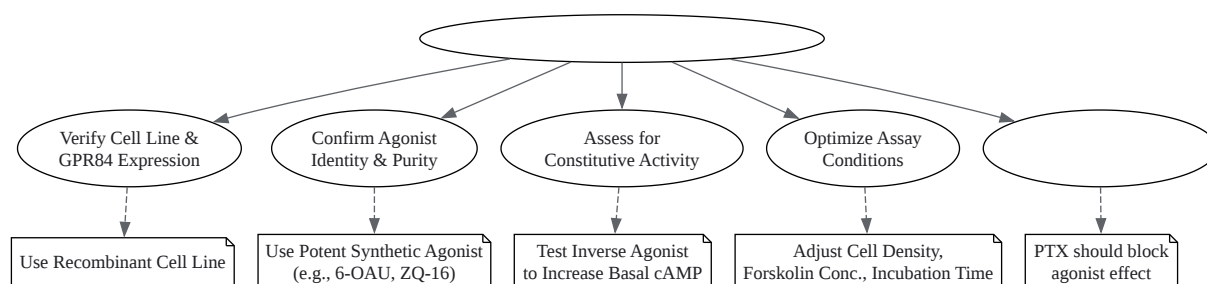 Verify Cell Line &
GPR84 Expression
Confirm Agonist
Identity & Purity
Assess for
Constitutive Activity
Optimize Assay
Conditions
Use Recombinant Cell Line
Use Potent Synthetic Agonist
(e.g., 6-OAU, ZQ-16)
Test Inverse Agonist
to Increase Basal cAMP
Adjust Cell Density,
Forskolin Conc., Incubation Time
PTX should block
agonist effect